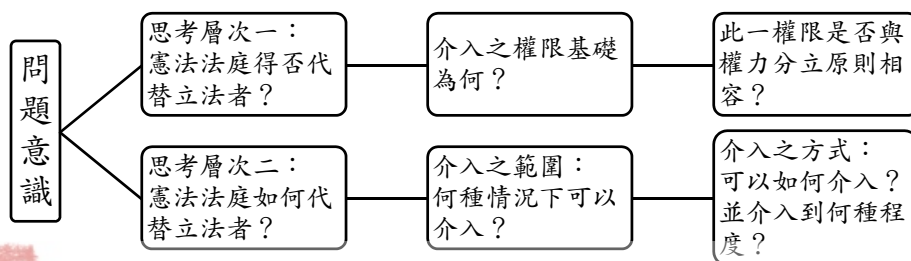 問題意識
思考層次一：
憲法法庭得否代
替立法者？
介入之權限基礎
為何？
此一權限是否與
權力分立原則相
容？
思考層次二：
憲法法庭如何代
替立法者？
介入之範圍：
何種情況下可以
介入？
介入之方式：
可以如何介入？
並介入到何種程
度？